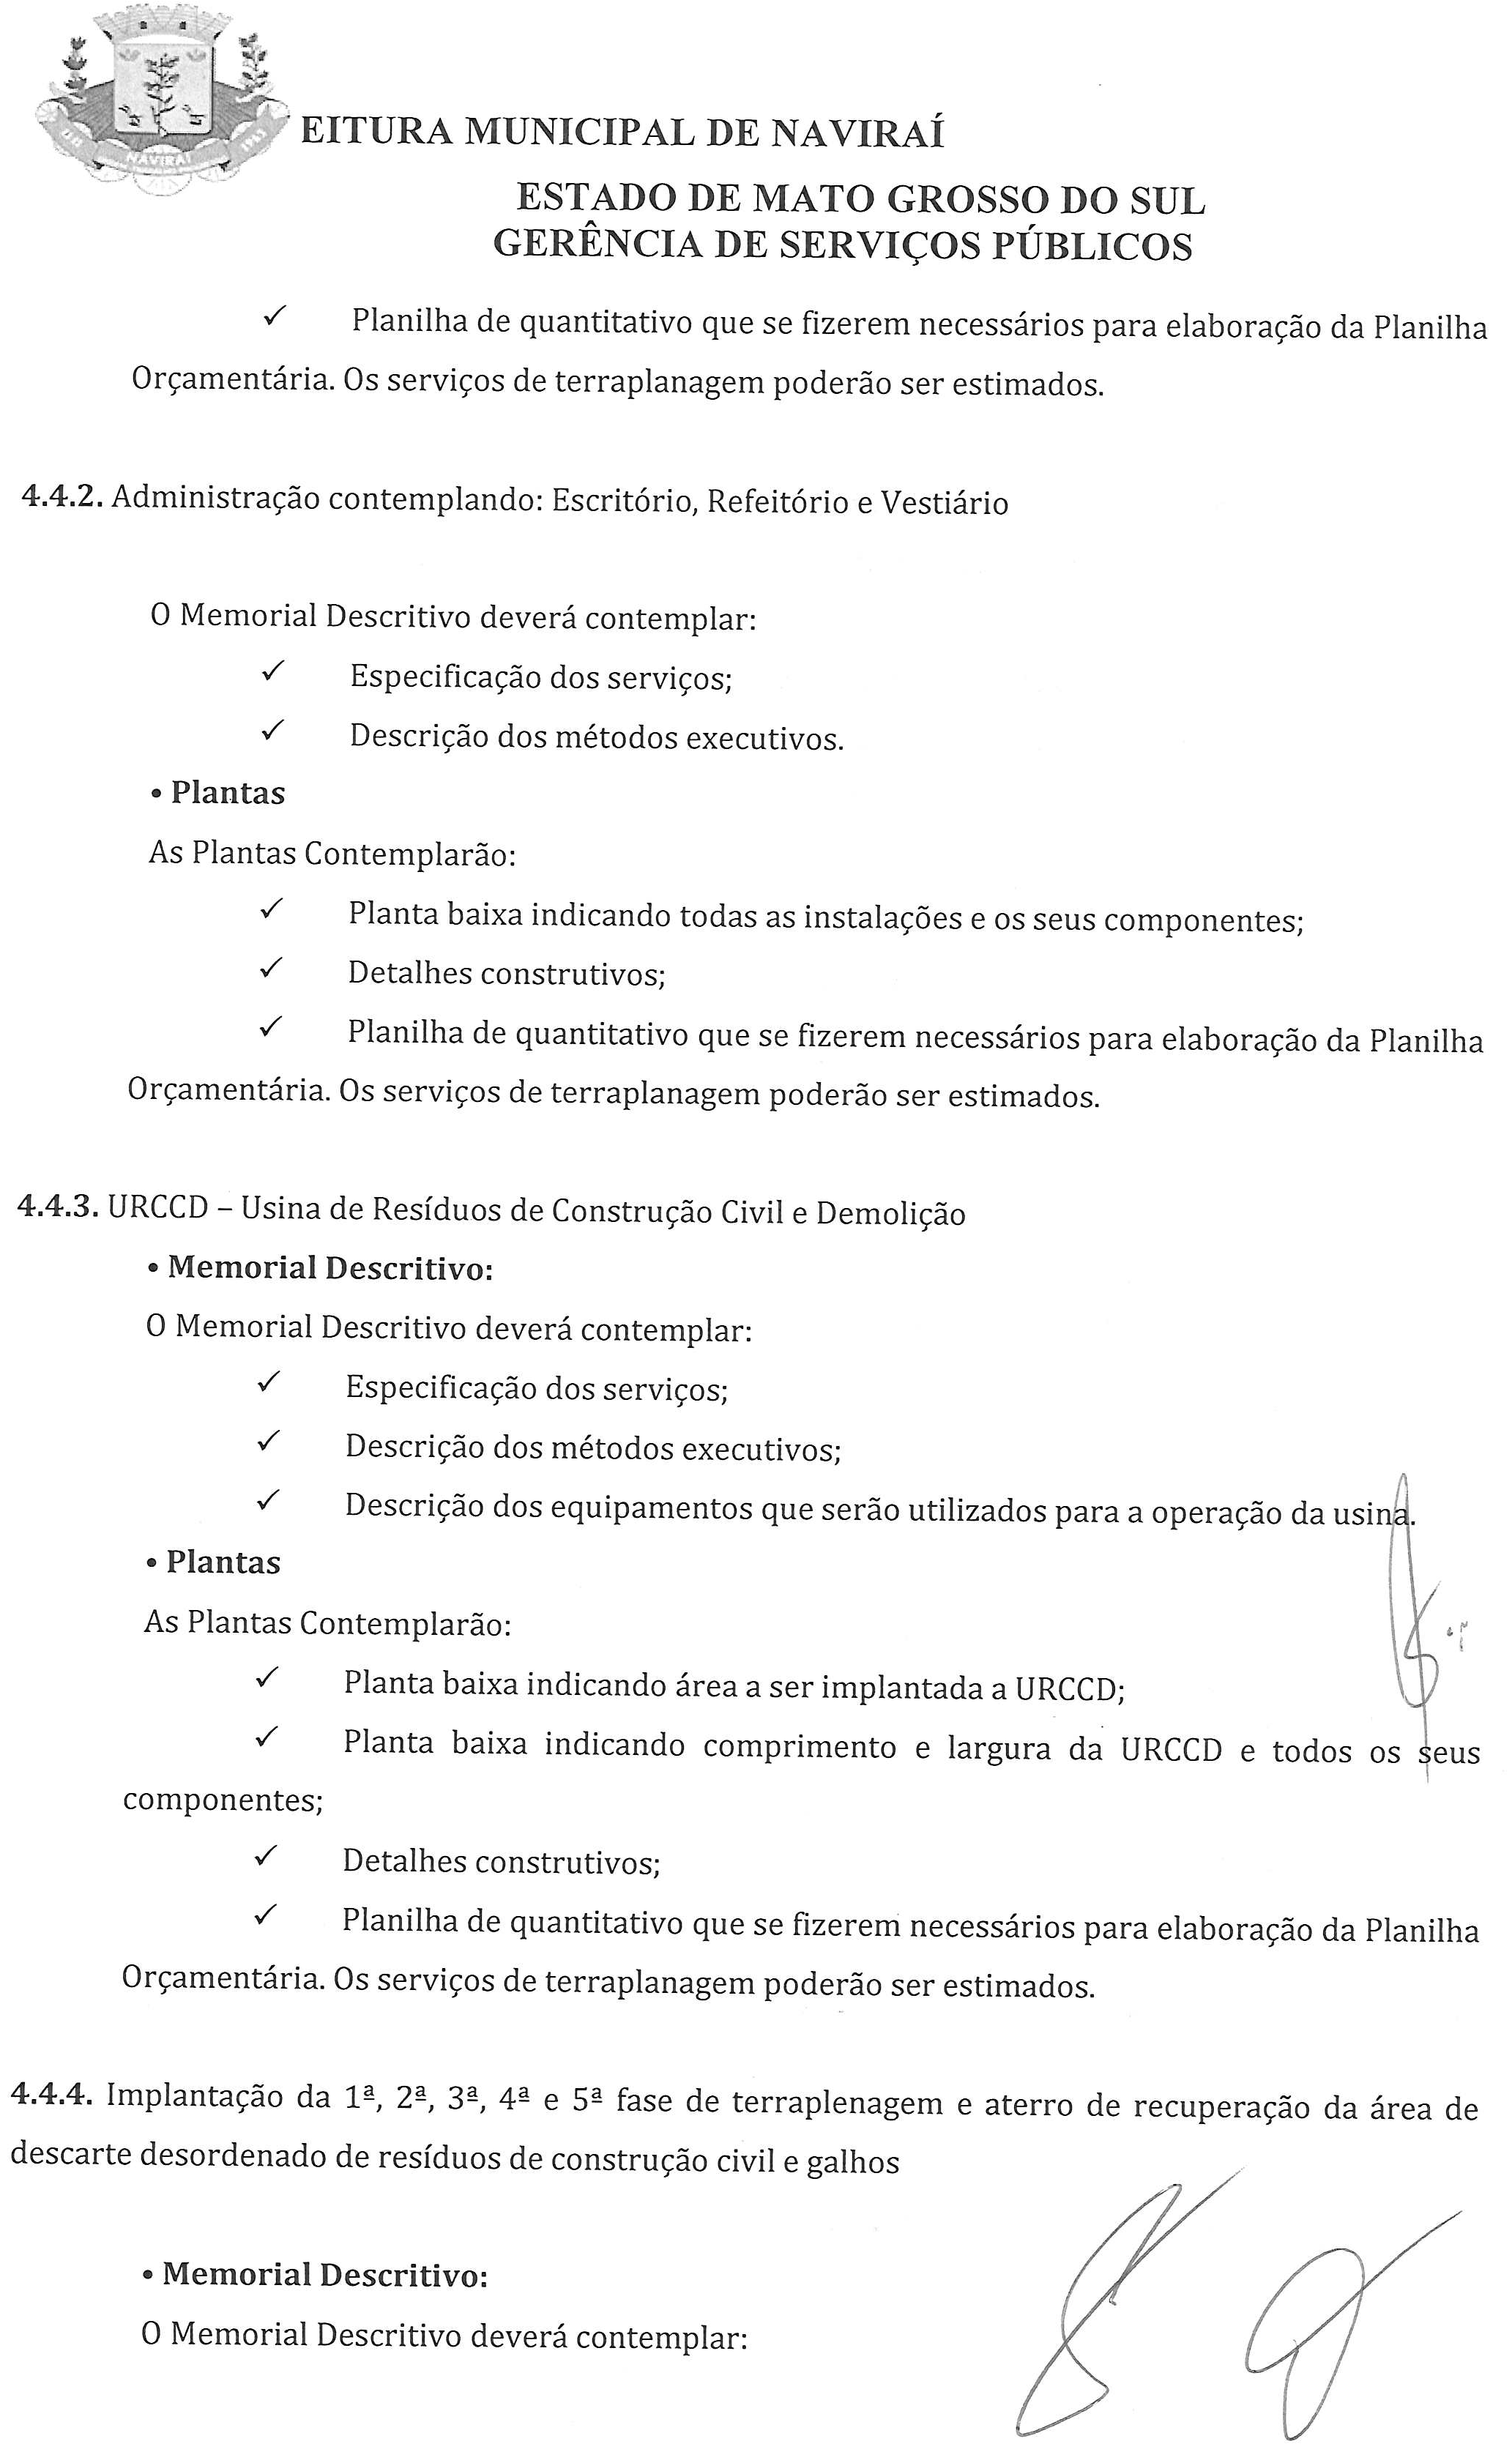 NAVIRAÍ 1963
EITURA MUNICIPAL DE NAVIRAÍ
ESTADO DE MATO GROSSO DO SUL
GERÊNCIA DE SERVIÇOS PÚBLICOS
✓ Planilha de quantitativo que se fizerem necessários para elaboração da Planilha
Orçamentária. Os serviços de terraplanagem poderão ser estimados.
4.4.2. Administração contemplando: Escritório, Refeitório e Vestiário
O Memorial Descritivo deverá contemplar:
✓ Especificação dos serviços;
✓ Descrição dos métodos executivos.
• Plantas
As Plantas Contemplarão:
✓ Planta baixa indicando todas as instalações e os seus componentes;
✓ Detalhes construtivos;
✓ Planilha de quantitativo que se fizerem necessários para elaboração da Planilha
Orçamentária. Os serviços de terraplanagem poderão ser estimados.
4.4.3. URCCD – Usina de Resíduos de Construção Civil e Demolição
• Memorial Descritivo:
O Memorial Descritivo deverá contemplar:
✓ Especificação dos serviços;
✓ Descrição dos métodos executivos;
✓ Descrição dos equipamentos que serão utilizados para a operação da usina.
• Plantas
As Plantas Contemplarão:
✓ Planta baixa indicando área a ser implantada a URCCD;
✓ Planta baixa indicando comprimento e largura da URCCD e todos os seus
componentes;
✓ Detalhes construtivos;
✓ Planilha de quantitativo que se fizerem necessários para elaboração da Planilha
Orçamentária. Os serviços de terraplanagem poderão ser estimados.
4.4.4. Implantação da 1ª, 2ª, 3ª, 4ª e 5ª fase de terraplenagem e aterro de recuperação da área de
descarte desordenado de resíduos de construção civil e galhos
• Memorial Descritivo:
O Memorial Descritivo deverá contemplar: